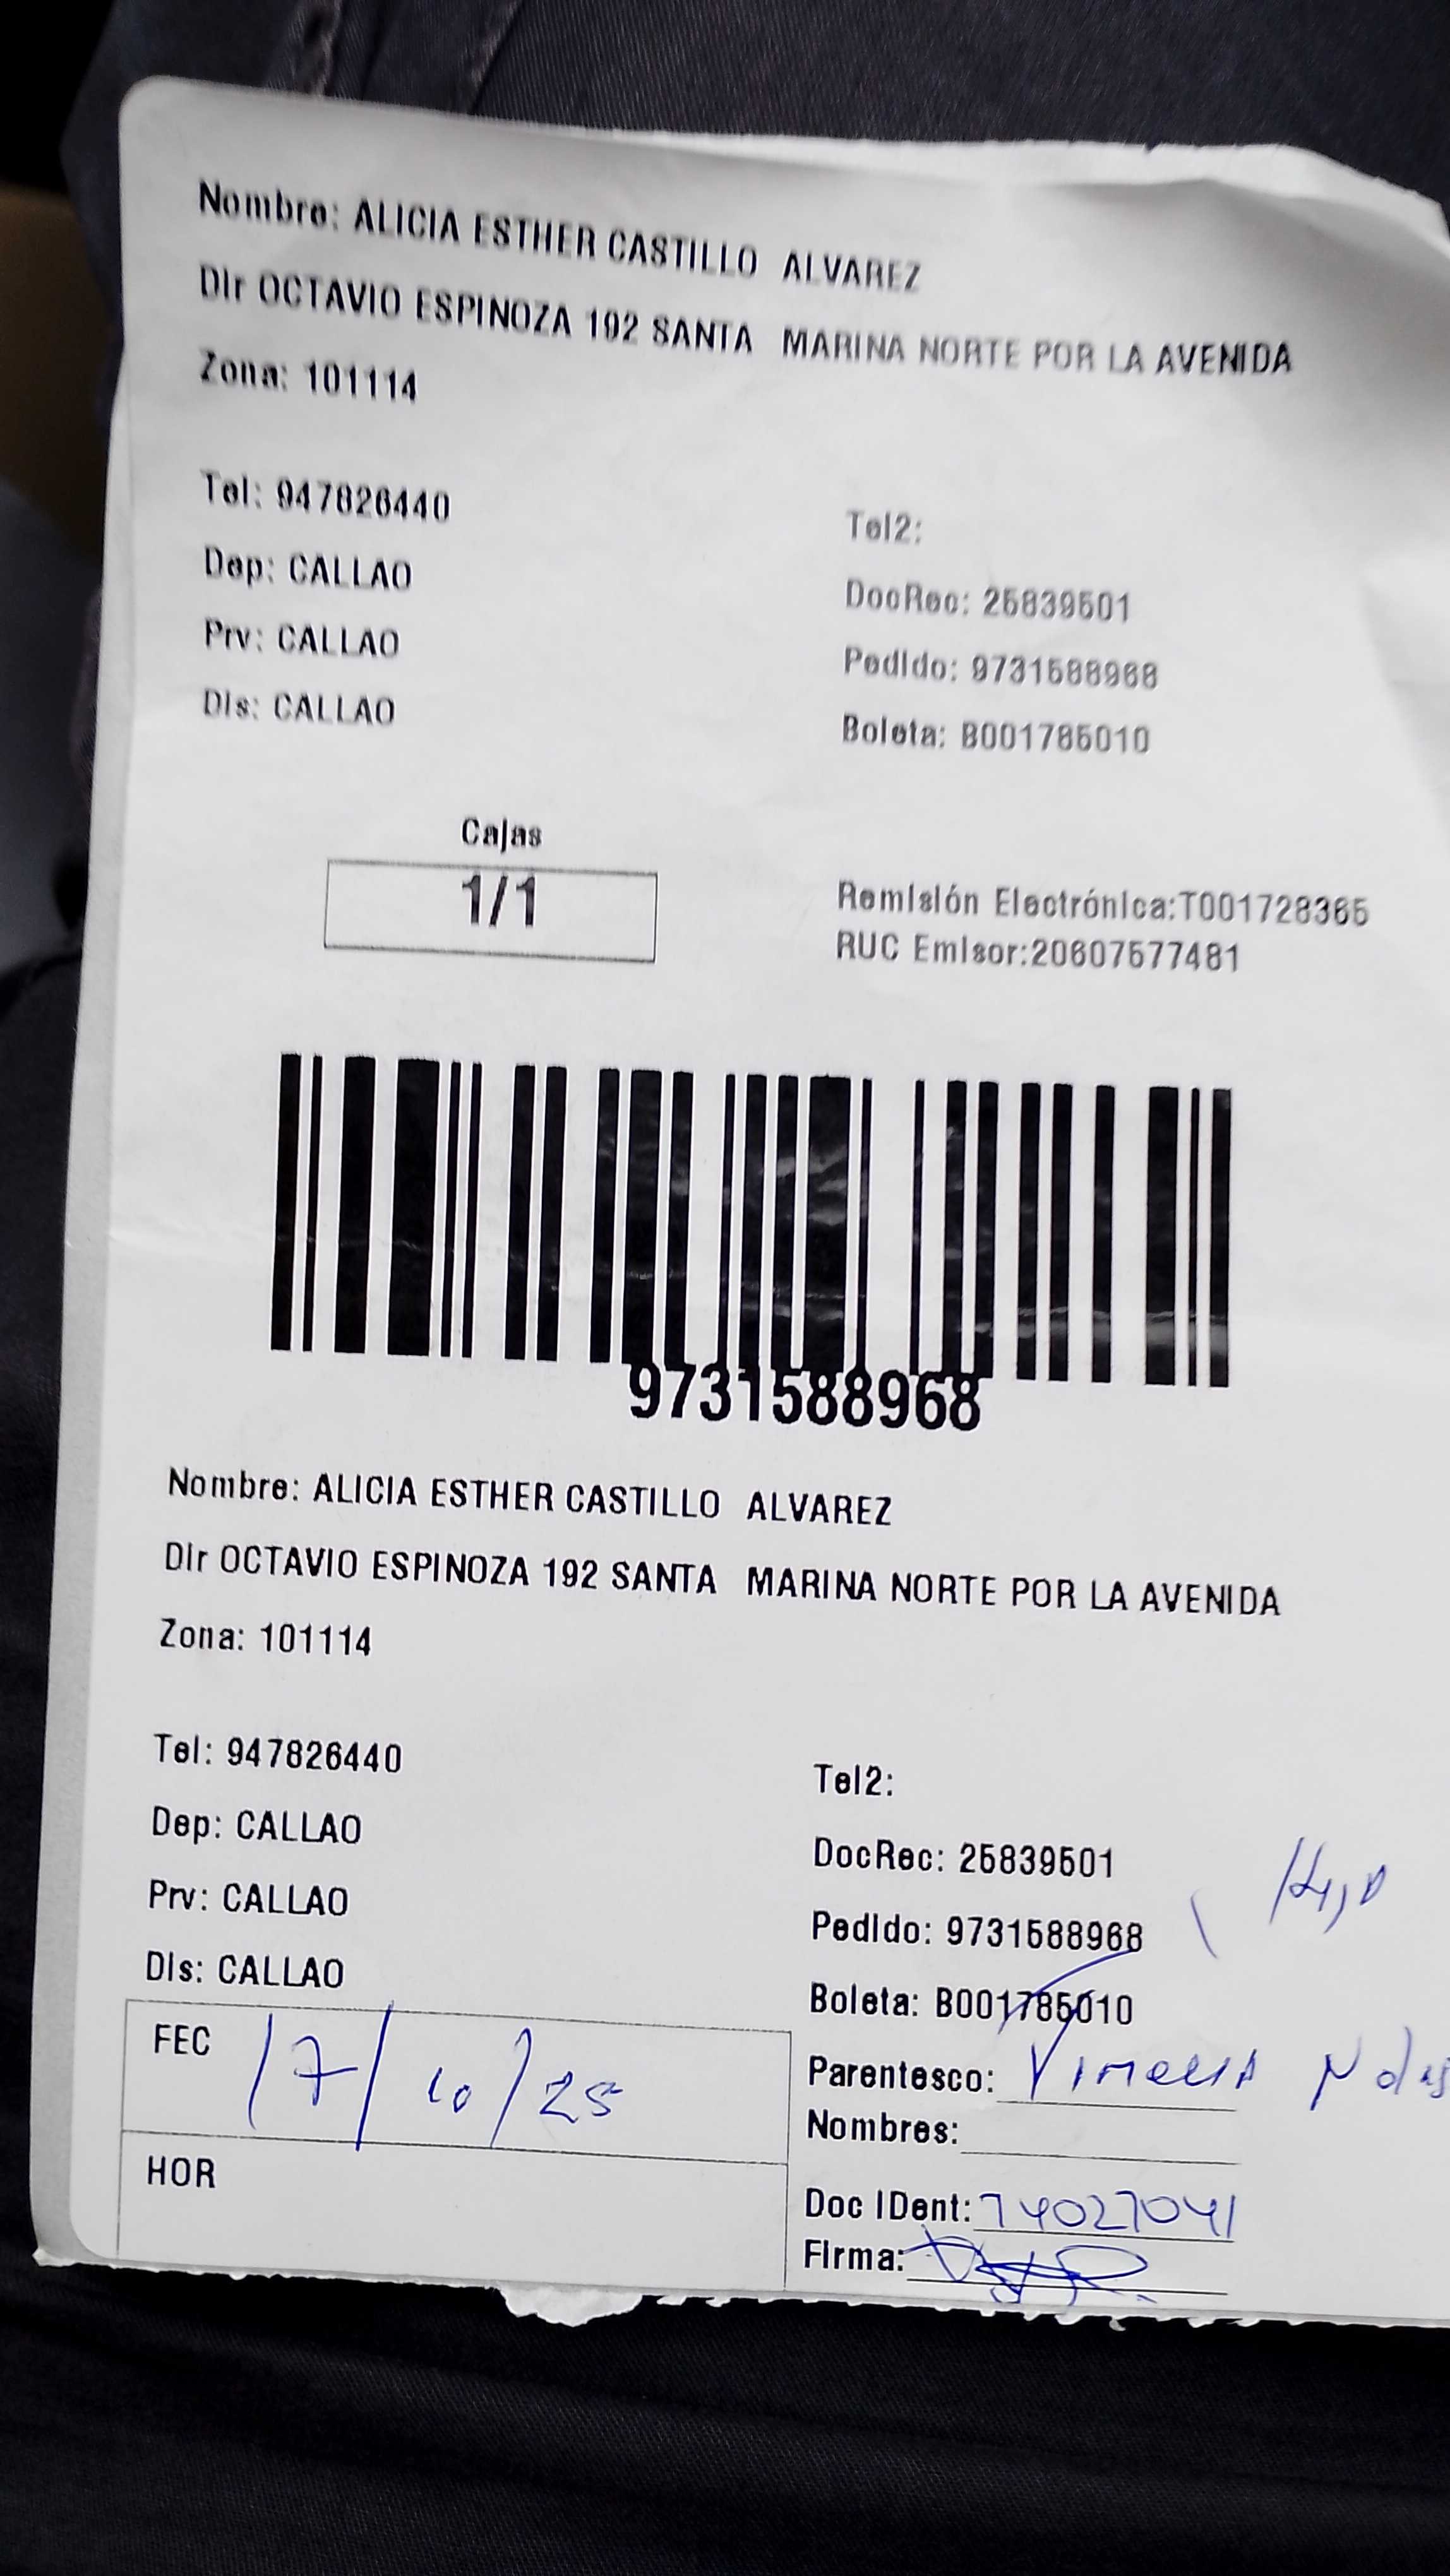 Nombre: ALICIA ESTHER CASTILLO ALVAREZ
Dir OCTAVIO ESPINOZA 192 SANTA MARINA NORTE POR LA AVENIDA
Zona: 101114
Tel: 947826440
Tel2:
Dep: CALLAO
DocRec: 25839501
Prv: CALLAO
Pedido: 9731588968
Dis: CALLAO
Boleta: B001785010
Cajas
1/1
Remisión Electrónica:T001728365
RUC Emisor:20607577481
9731588968
Nombre: ALICIA ESTHER CASTILLO ALVAREZ
Dir OCTAVIO ESPINOZA 192 SANTA MARINA NORTE POR LA AVENIDA
Zona: 101114
Tel: 947826440
Tel2:
Dep: CALLAO
DocRec: 25839501
Prv: CALLAO
Pedido: 9731588968
Dis: CALLAO
Boleta: B001785010
FEC 17/10/25
Parentesco:
Nombres:
HOR
Doc IDent: 74027041
Firma: